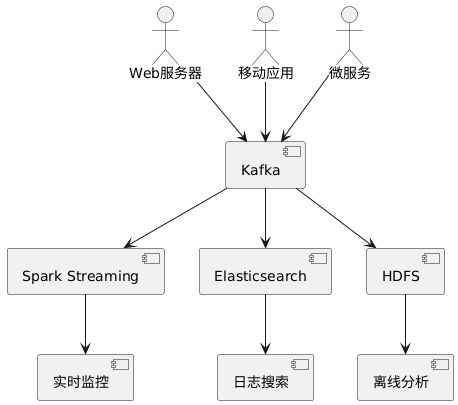 Web服务器
移动应用
微服务
Kafka
Spark Streaming
Elasticsearch
HDFS
实时监控
日志搜索
离线分析